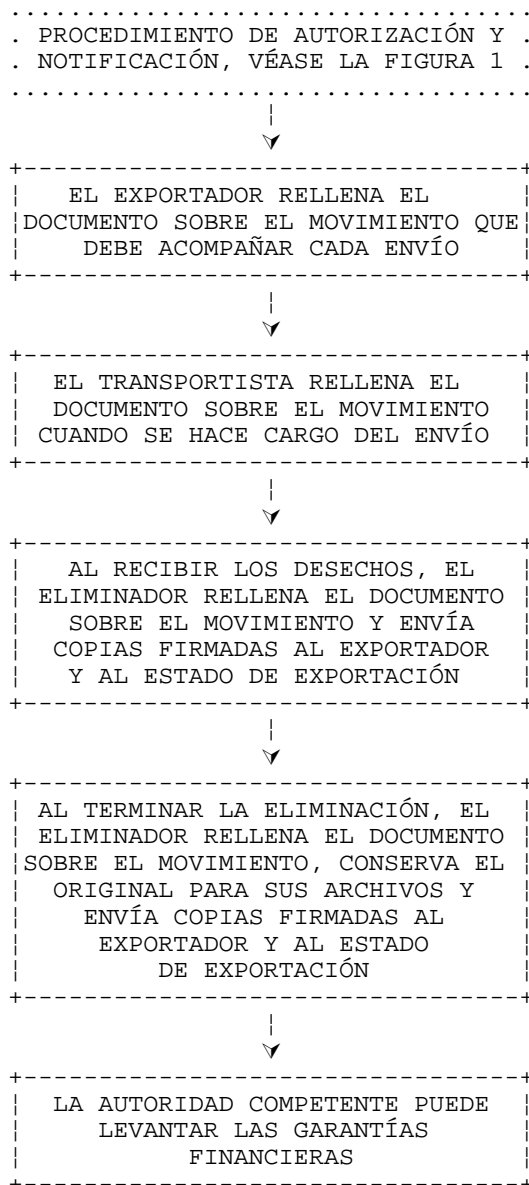 . PROCEDIMIENTO DE AUTORIZACIÓN Y .
. NOTIFICACIÓN, VÉASE LA FIGURA 1 .
EL EXPORTADOR RELLENA EL
DOCUMENTO SOBRE EL MOVIMIENTO QUE
DEBE ACOMPAÑAR CADA ENVÍO
EL TRANSPORTISTA RELLENA EL
DOCUMENTO SOBRE EL MOVIMIENTO
CUANDO SE HACE CARGO DEL ENVÍO
AL RECIBIR LOS DESECHOS, EL
ELIMINADOR RELLENA EL DOCUMENTO
SOBRE EL MOVIMIENTO Y ENVÍA
COPIAS FIRMADAS AL EXPORTADOR
Y AL ESTADO DE EXPORTACIÓN
AL TERMINAR LA ELIMINACIÓN, EL
ELIMINADOR RELLENA EL DOCUMENTO
SOBRE EL MOVIMIENTO, CONSERVA EL
ORIGINAL PARA SUS ARCHIVOS Y
ENVÍA COPIAS FIRMADAS AL
EXPORTADOR Y AL ESTADO
DE EXPORTACIÓN
LA AUTORIDAD COMPETENTE PUEDE
LEVANTAR LAS GARANTÍAS
FINANCIERAS